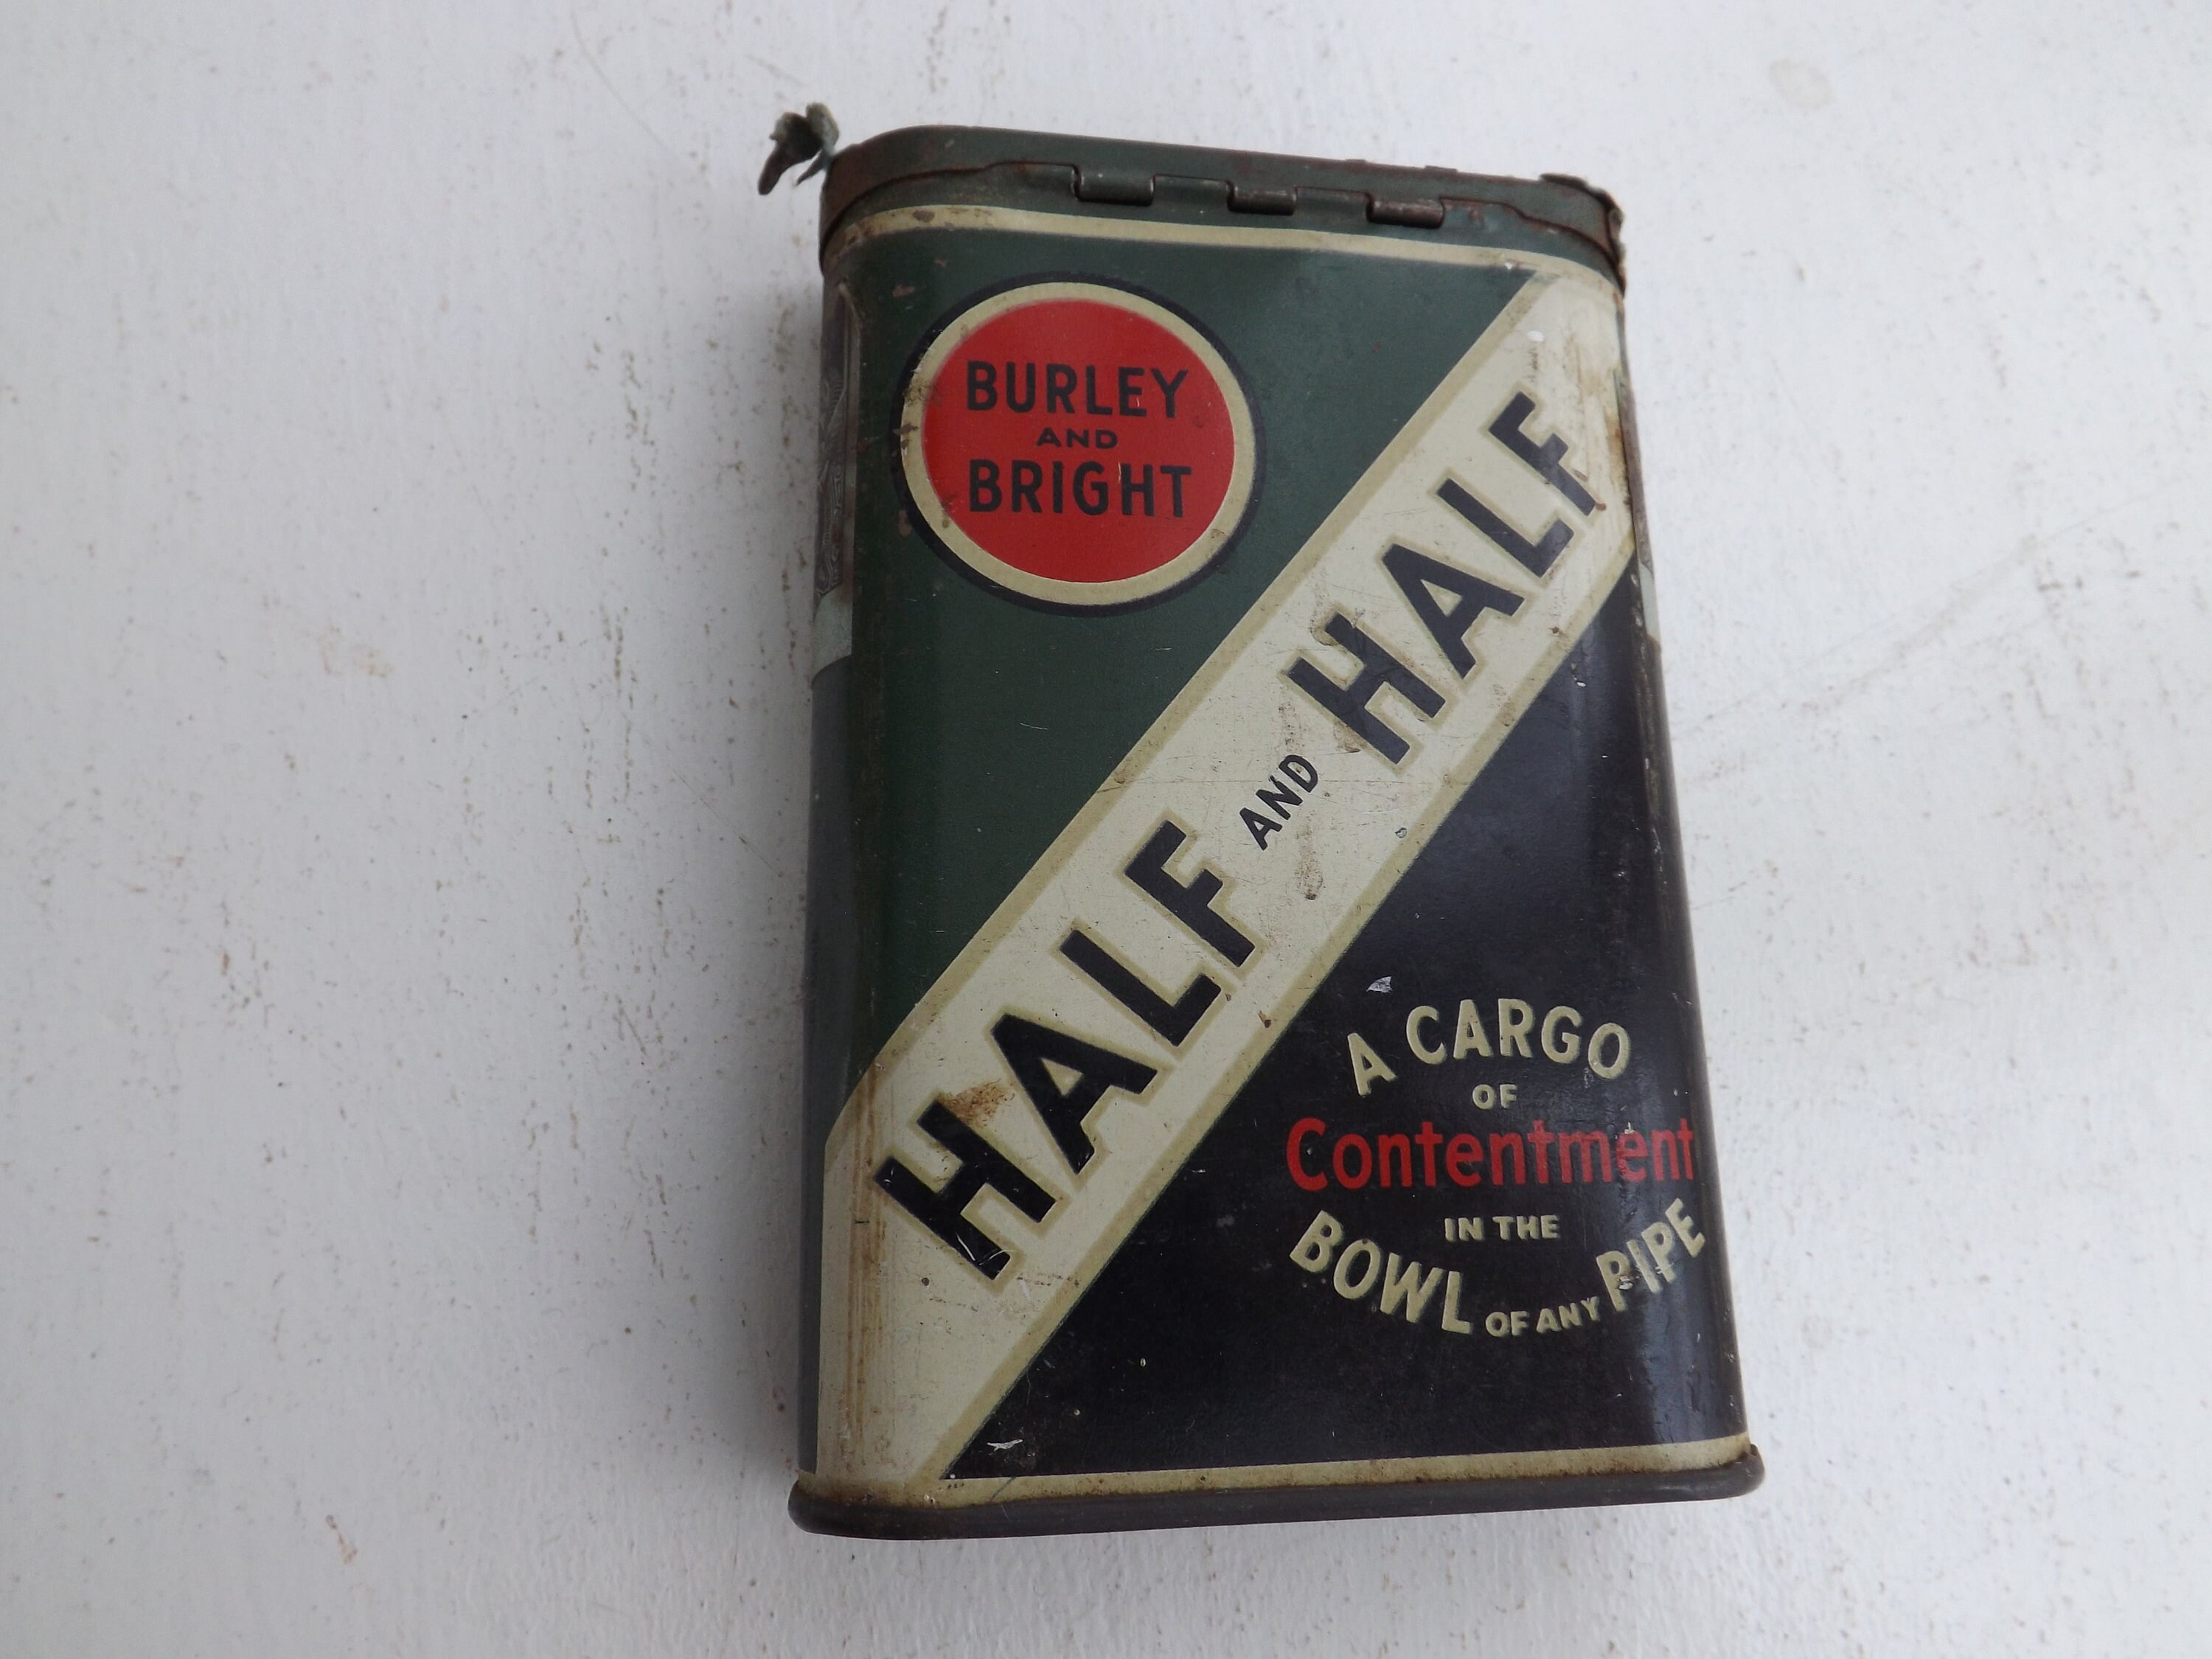 BURLEY
AND
BRIGHT
HALF AND HALF
A CARGO
OF
Contentment
IN THE
BOWL OF ANY PIPE